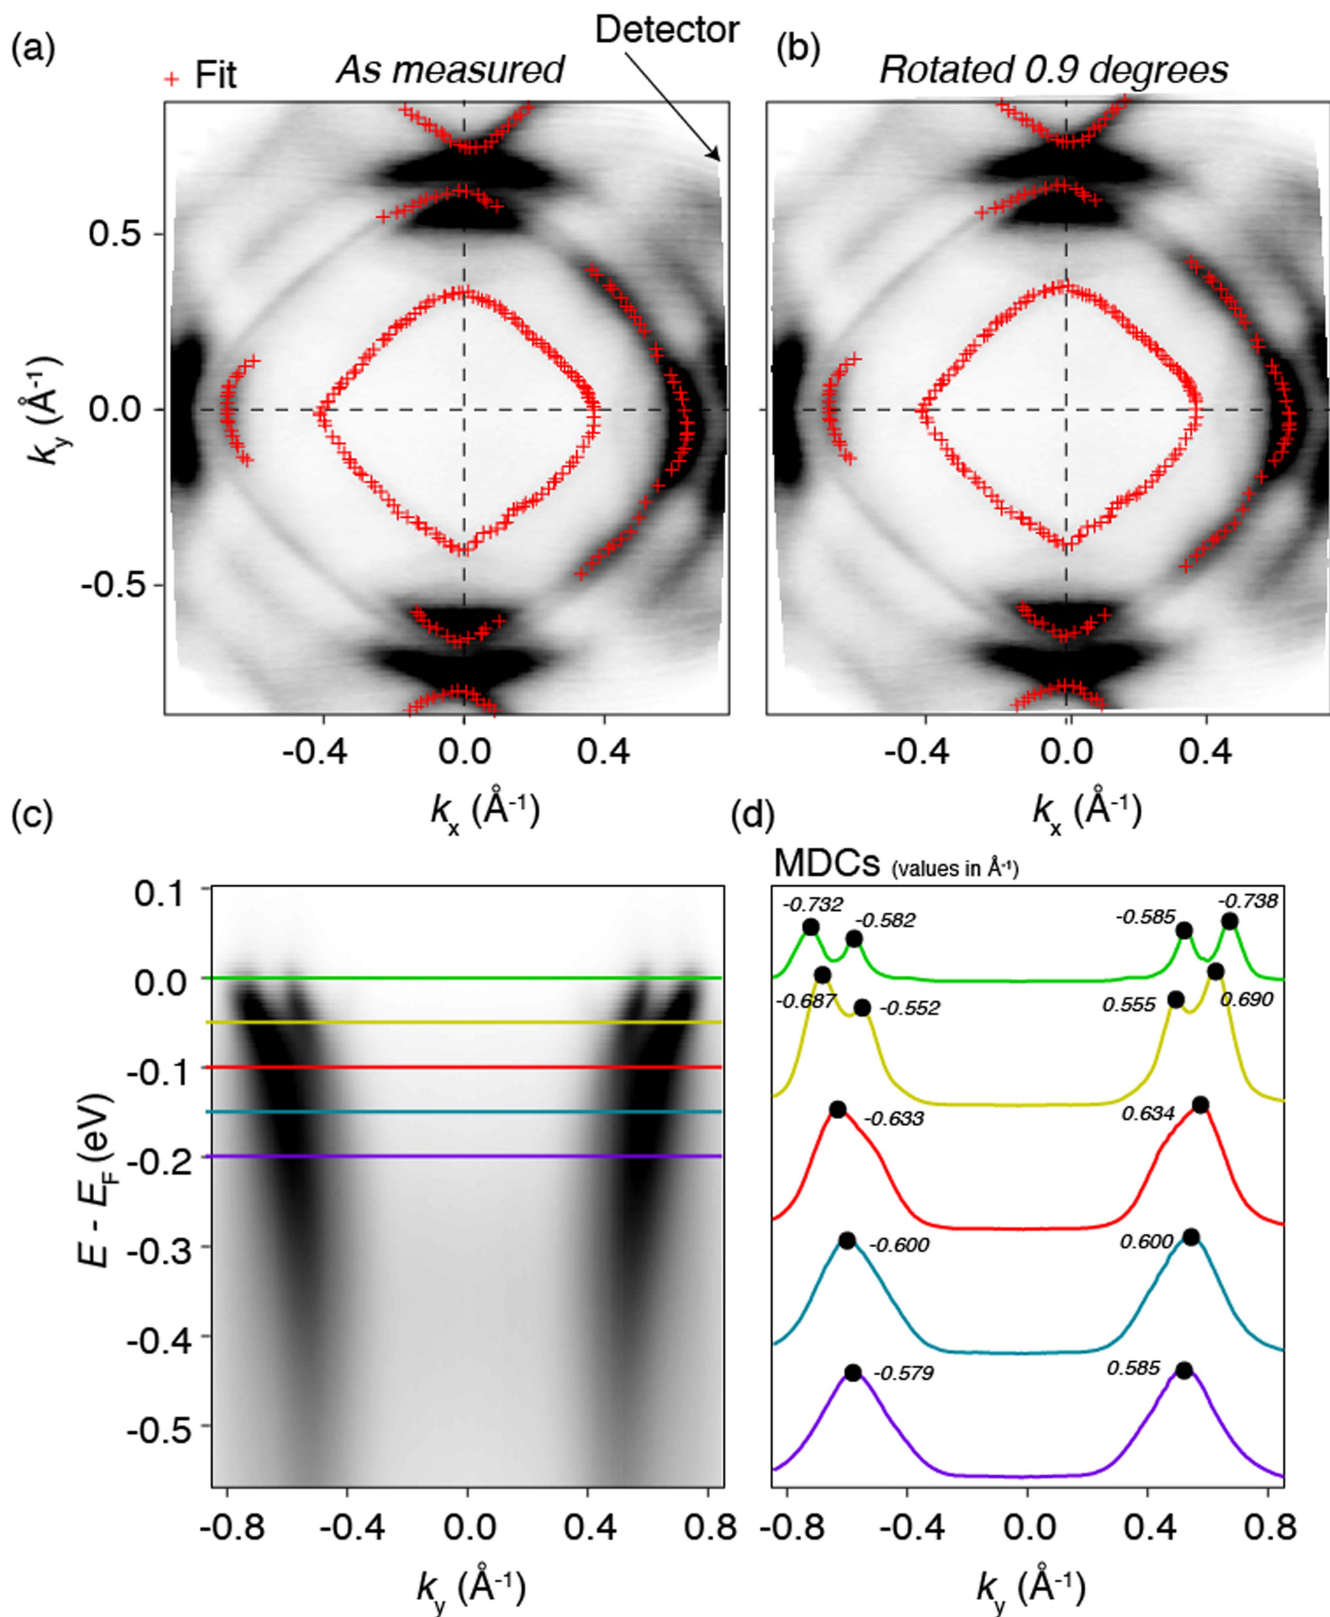 Detector
(a)
(b)
+ Fit
As measured
Rotated 0.9 degrees
0.5
0.0
-0.5
ky (Å-1)
-0.4 0.0 0.4
-0.4 0.0 0.4
kx (Å-1)
kx (Å-1)
(c)
(d)
MDCs (values in Å-1)
0.1
0.0
-0.1
-0.2
-0.3
-0.4
-0.5
E - EF (eV)
-0.732
-0.582
-0.585
-0.738
-0.687
-0.552
0.555
0.690
-0.633
0.634
-0.600
0.600
-0.579
0.585
-0.8 -0.4 0.0 0.4 0.8
-0.8 -0.4 0.0 0.4 0.8
ky (Å-1)
ky (Å-1)